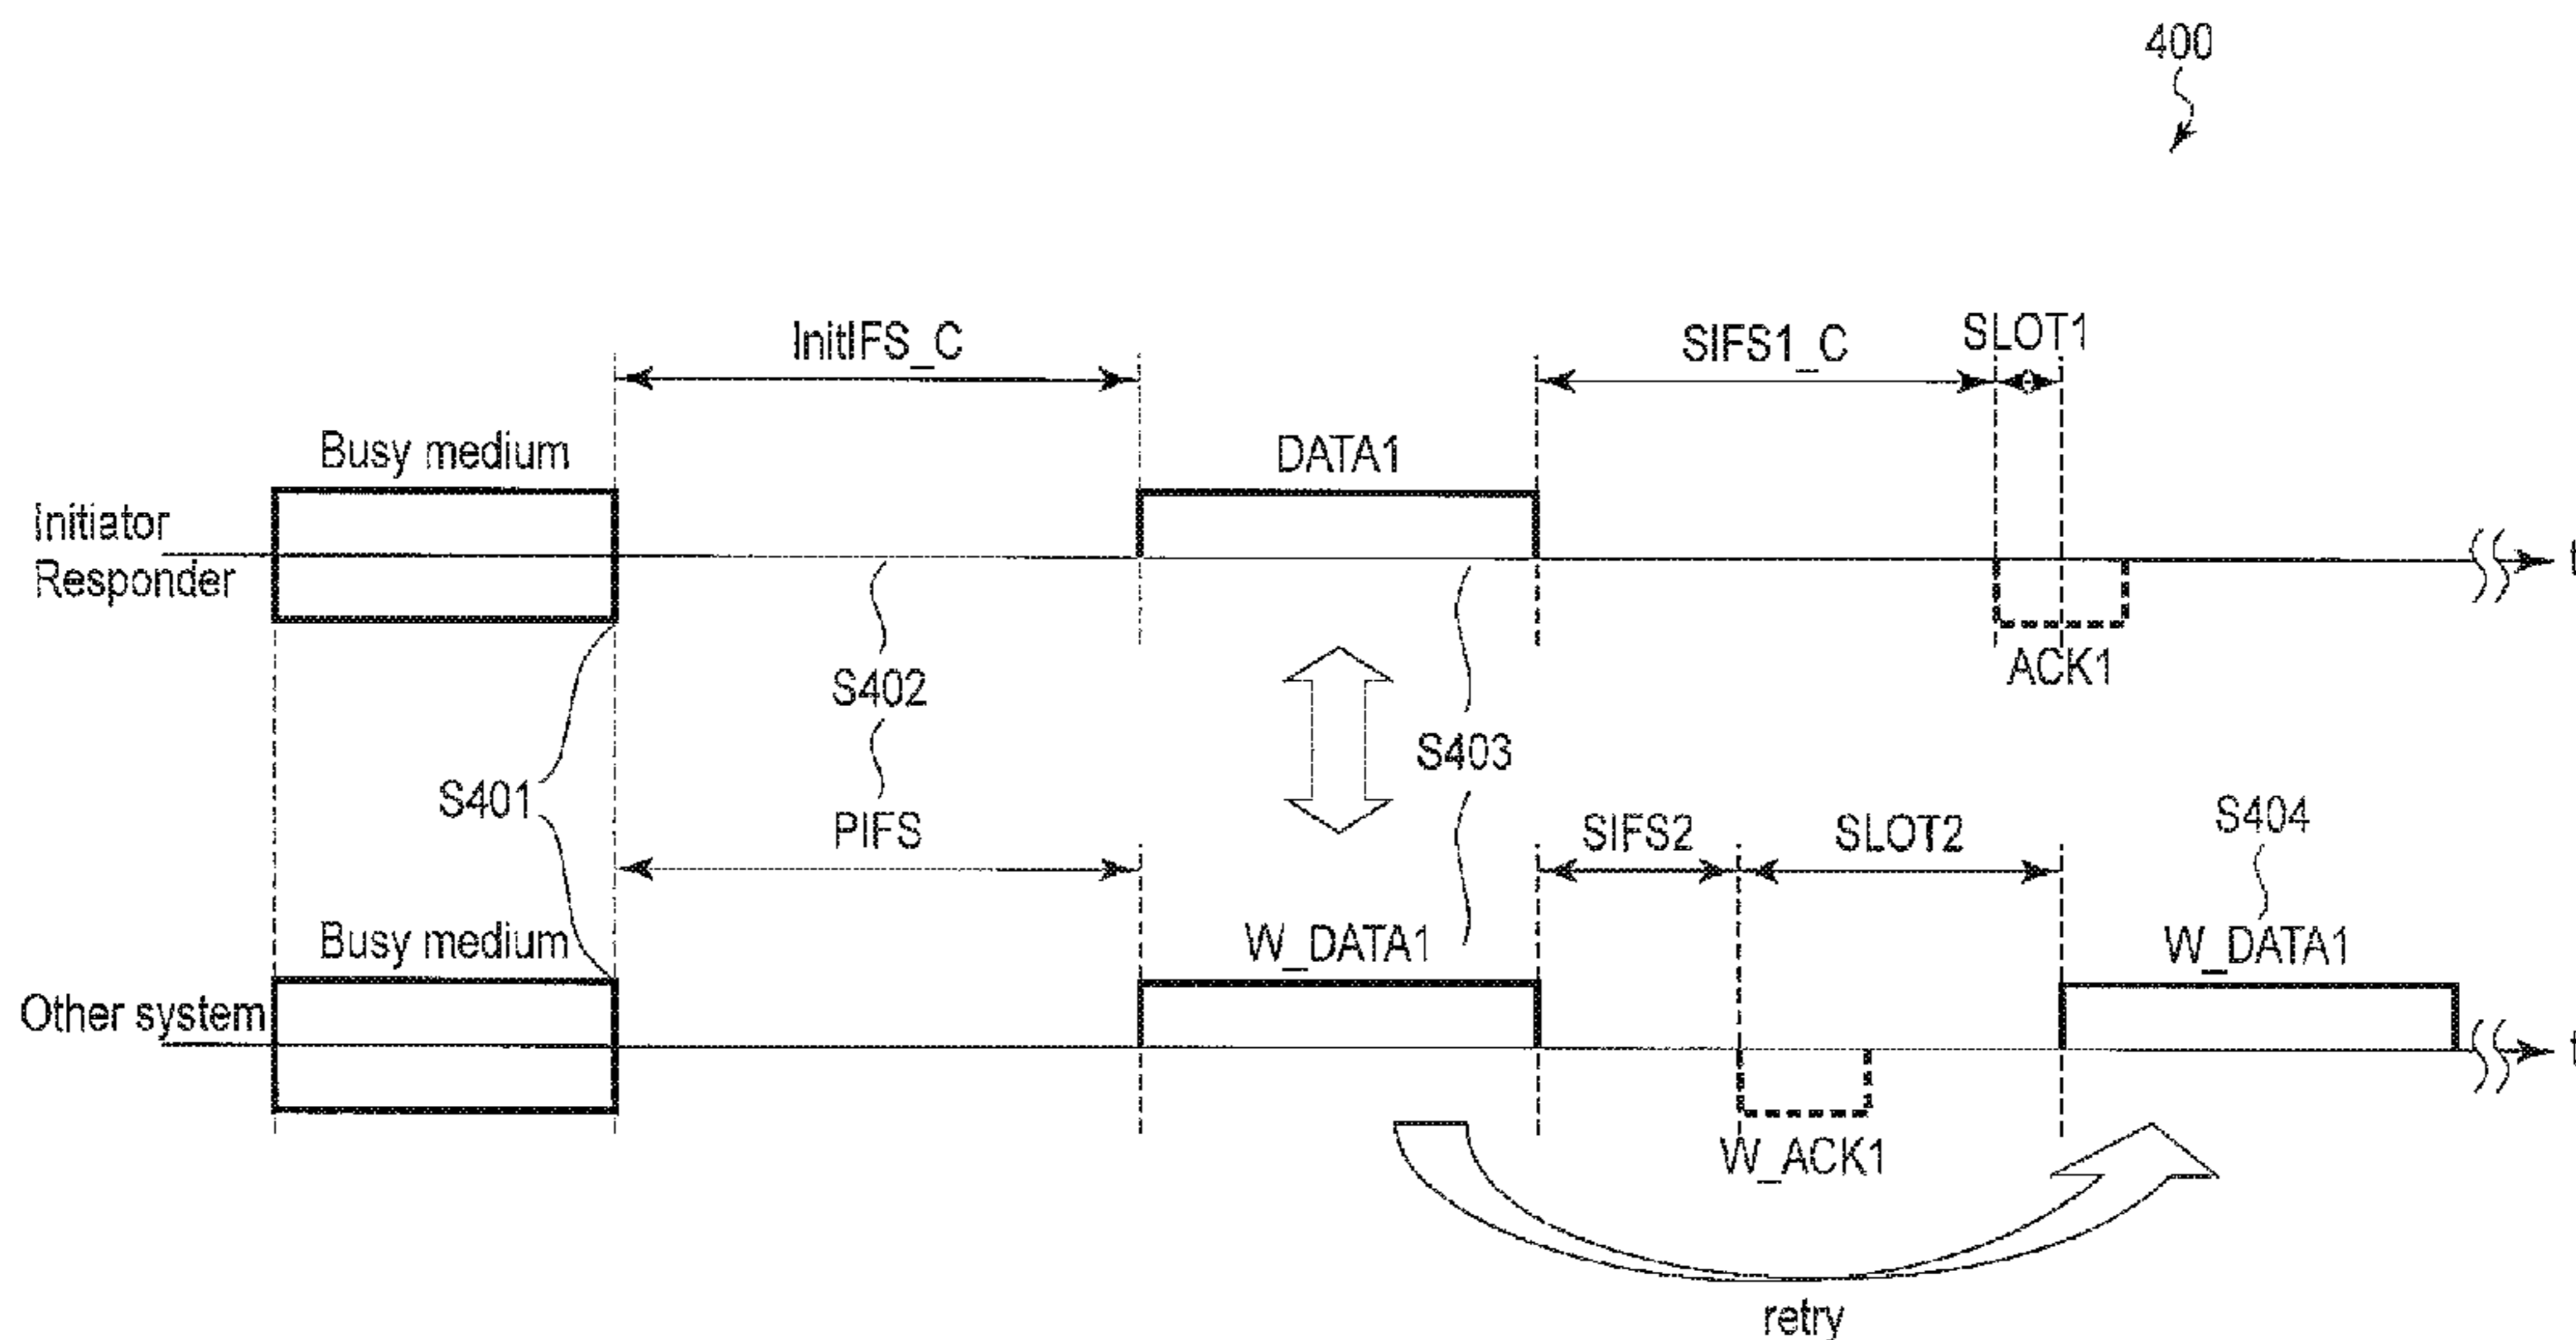 400
InitIFS_C
SIFS1_C
SLOT1
Busy medium
DATA1
Initiator
Responder
t
ACK1
S402
S403
S401
PIFS
SIFS2
SLOT2
S404
Busy medium
W_DATA1
W_DATA1
Other system
t
W_ACK1
retry